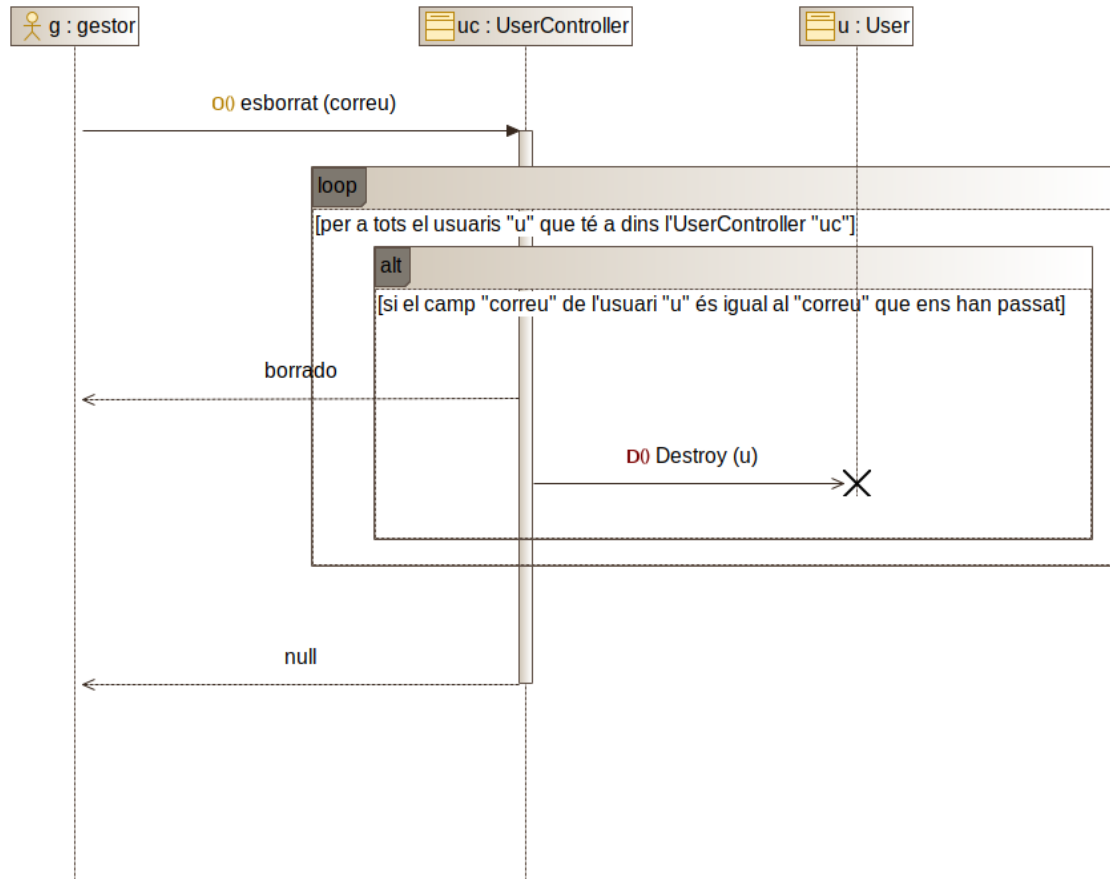 g : gestor
uc : UserController
u : User
O() esborrat (correu)
loop
[per a tots el usuaris "u" que té a dins l'UserController "uc"]
alt
[si el camp "correu" de l'usuari "u" és igual al "correu" que ens han passat]
borrado
D() Destroy (u)
null